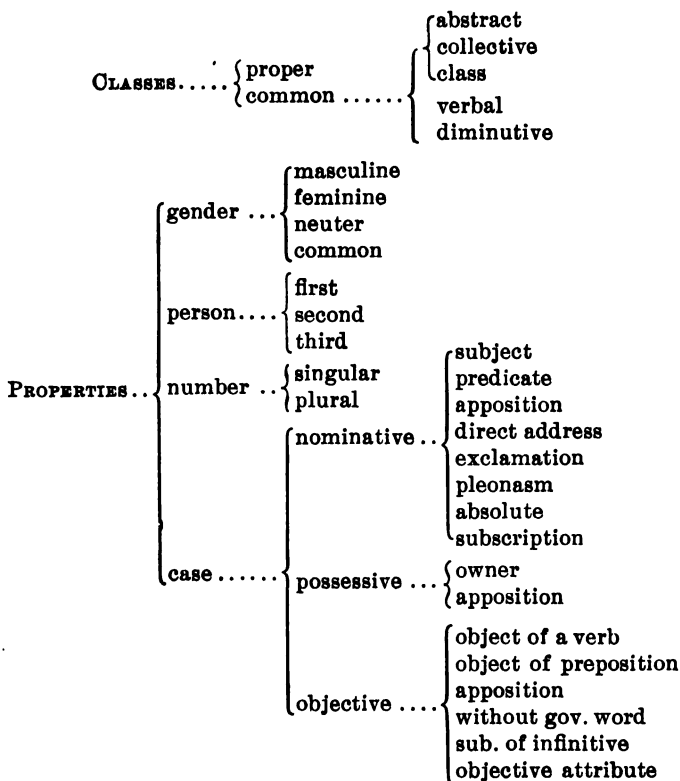 abstract
collective
class
CLASSES..... proper
common ......
verbal
diminutive
masculine
gender ... feminine
neuter
common
first
person.... second
third
PROPERTIES.. number .. singular
plural
nominative .. subject
predicate
apposition
direct address
exclamation
pleonasm
absolute
subscription
case ...... possessive ... owner
apposition
objective .... object of a verb
object of preposition
apposition
without gov. word
sub. of infinitive
objective attribute